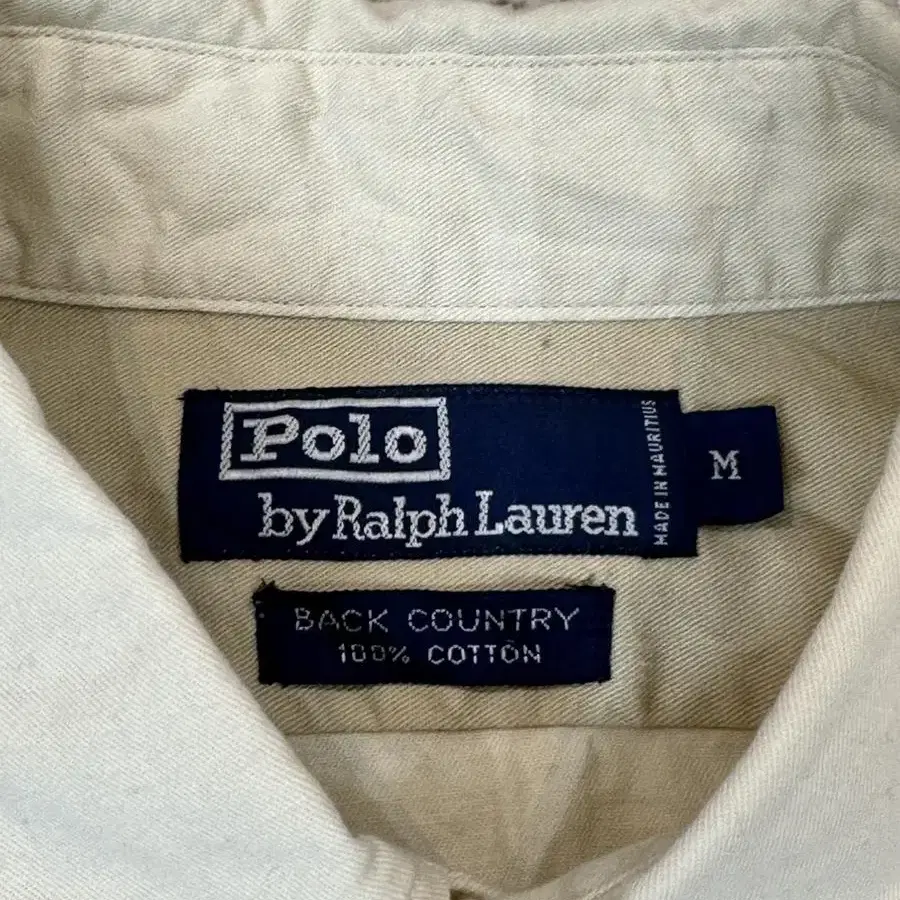 Polo
by Ralph Lauren
MADE IN MAURITIUS
M
BACK COUNTRY
100% COTTON